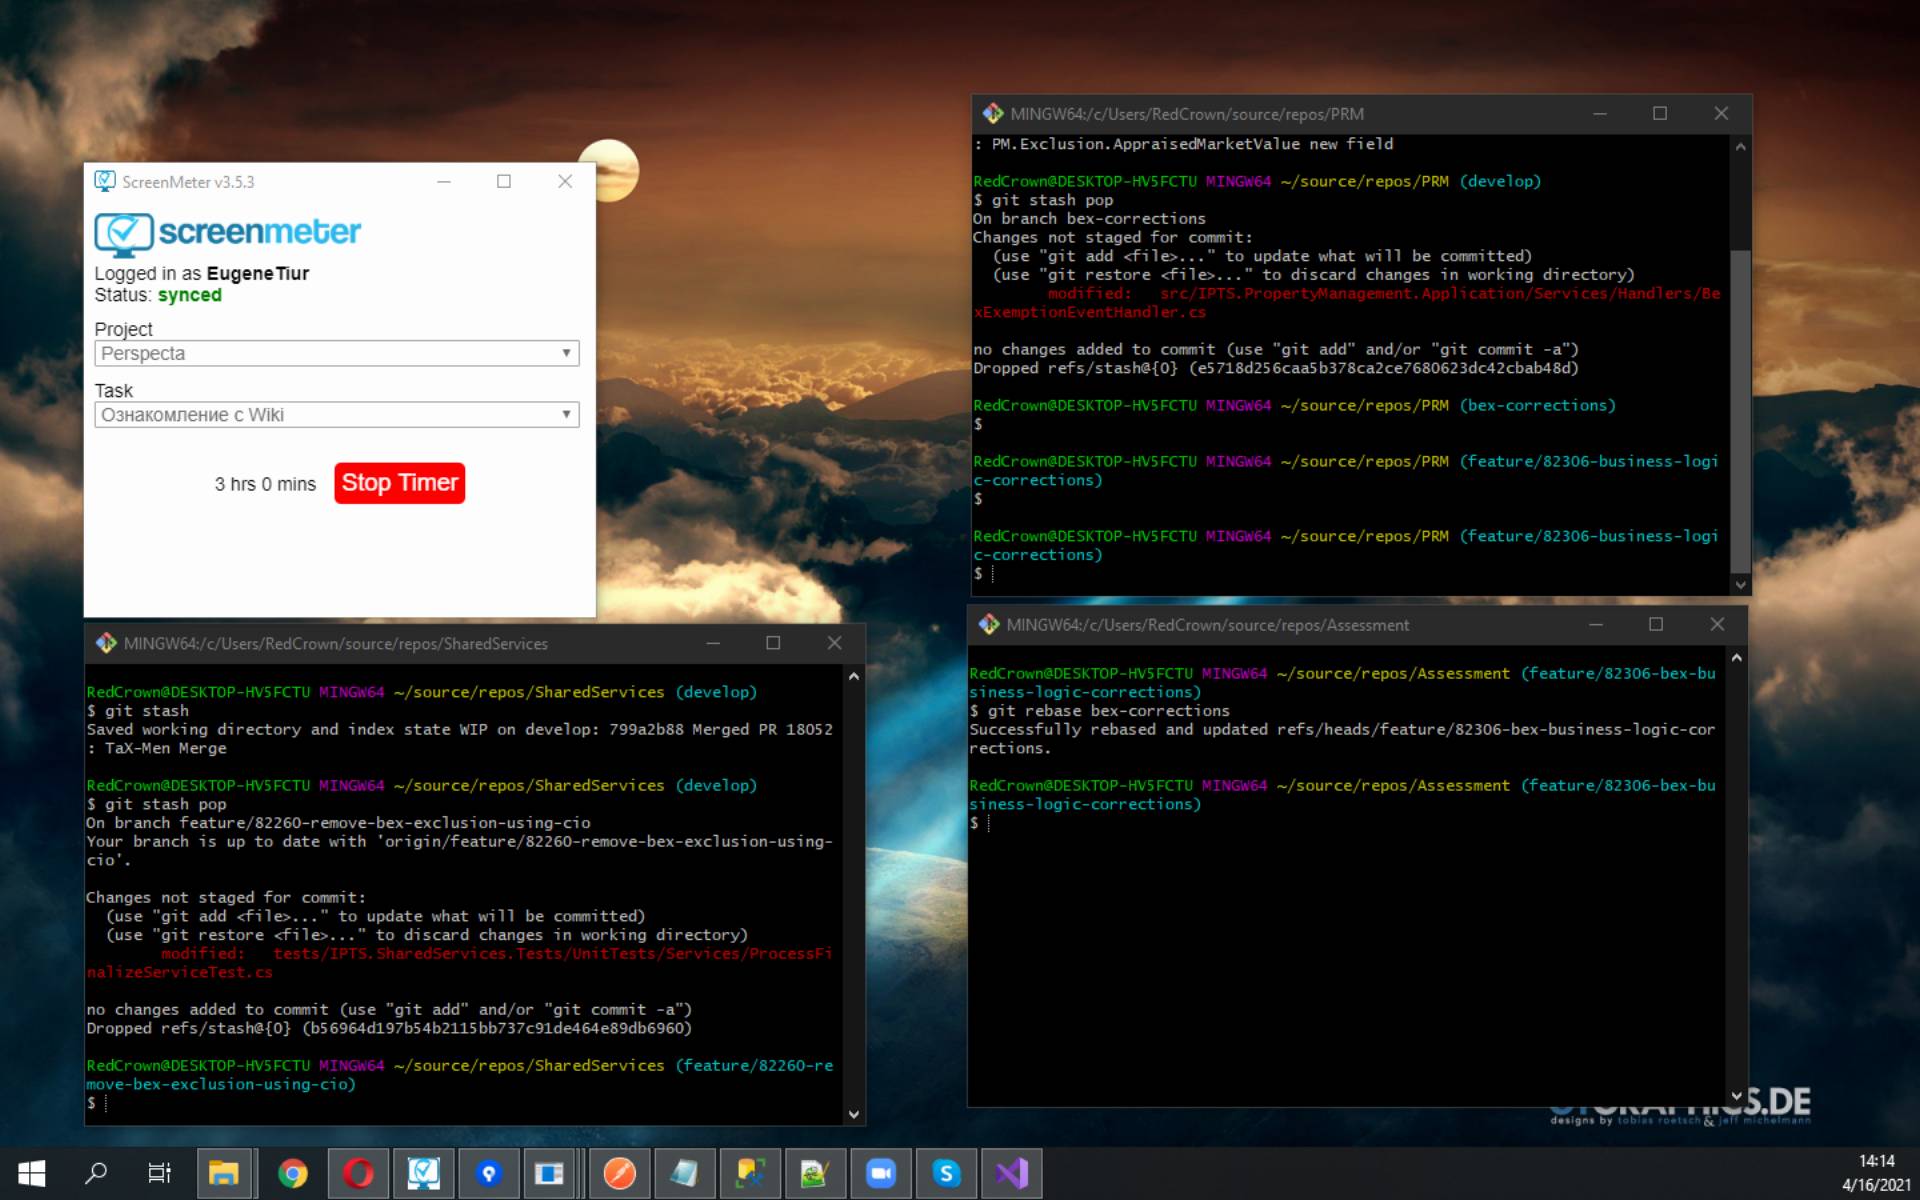 ScreenMeter v3.5.3
screenmeter
Logged in as EugeneTiur
Status: synced
Project
Perspecta
Task
Ознакомление с Wiki
3 hrs 0 mins
Stop Timer
MINGW64:/c/Users/RedCrown/source/repos/PRM
: PM.Exclusion.AppraisedMarketValue new field
RedCrown@DESKTOP-HV5FCTU MINGW64 ~/source/repos/PRM (develop)
$ git stash pop
On branch bex-corrections
Changes not staged for commit:
(use "git add <file>..." to update what will be committed)
(use "git restore <file>..." to discard changes in working directory)
modified: src/IPTS.PropertyManagement.Application/Services/Handlers/Be
xExemptionEventHandler.cs
no changes added to commit (use "git add" and/or "git commit -a")
Dropped refs/stash@{0} (e5718d256caa5b378ca2ce7680623dc42cbab48d)
RedCrown@DESKTOP-HV5FCTU MINGW64 ~/source/repos/PRM (bex-corrections)
$
RedCrown@DESKTOP-HV5FCTU MINGW64 ~/source/repos/PRM (feature/82306-business-logi
c-corrections)
$
RedCrown@DESKTOP-HV5FCTU MINGW64 ~/source/repos/PRM (feature/82306-business-logi
c-corrections)
$
MINGW64:/c/Users/RedCrown/source/repos/SharedServices
RedCrown@DESKTOP-HV5FCTU MINGW64 ~/source/repos/SharedServices (develop)
$ git stash
Saved working directory and index state WIP on develop: 799a2b88 Merged PR 18052
: TaX-Men Merge
RedCrown@DESKTOP-HV5FCTU MINGW64 ~/source/repos/SharedServices (develop)
$ git stash pop
On branch feature/82260-remove-bex-exclusion-using-cio
Your branch is up to date with 'origin/feature/82260-remove-bex-exclusion-using-
cio'.
Changes not staged for commit:
(use "git add <file>..." to update what will be committed)
(use "git restore <file>..." to discard changes in working directory)
modified: tests/IPTS.SharedServices.Tests/UnitTests/Services/ProcessFi
nalizeServiceTest.cs
no changes added to commit (use "git add" and/or "git commit -a")
Dropped refs/stash@{0} (b56964d197b54b2115bb737c91de464e89db6960)
RedCrown@DESKTOP-HV5FCTU MINGW64 ~/source/repos/SharedServices (feature/82260-re
move-bex-exclusion-using-cio)
$
MINGW64:/c/Users/RedCrown/source/repos/Assessment
RedCrown@DESKTOP-HV5FCTU MINGW64 ~/source/repos/Assessment (feature/82306-bex-bu
siness-logic-corrections)
$ git rebase bex-corrections
Successfully rebased and updated refs/heads/feature/82306-bex-business-logic-cor
rections.
RedCrown@DESKTOP-HV5FCTU MINGW64 ~/source/repos/Assessment (feature/82306-bex-bu
siness-logic-corrections)
$
designs by tobias roetsch & jeff michelmann
14:14
4/16/2021